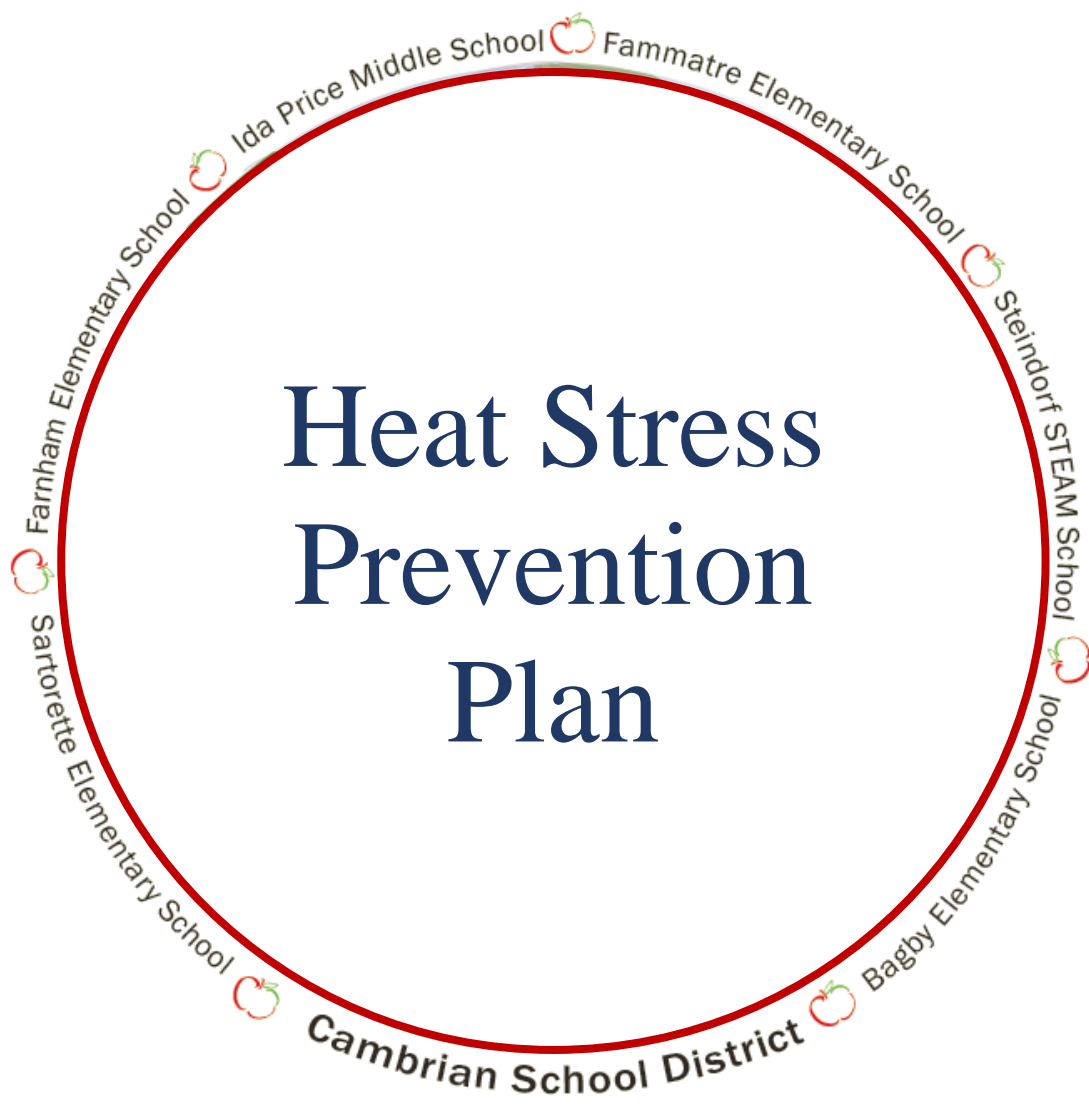 Ida Price Middle School
Fammatre Elementary School
Farnham Elementary School
Steindorf STEAM School
Heat Stress
Prevention
Plan
Sartorette Elementary School
Bagby Elementary School
Cambrian School District